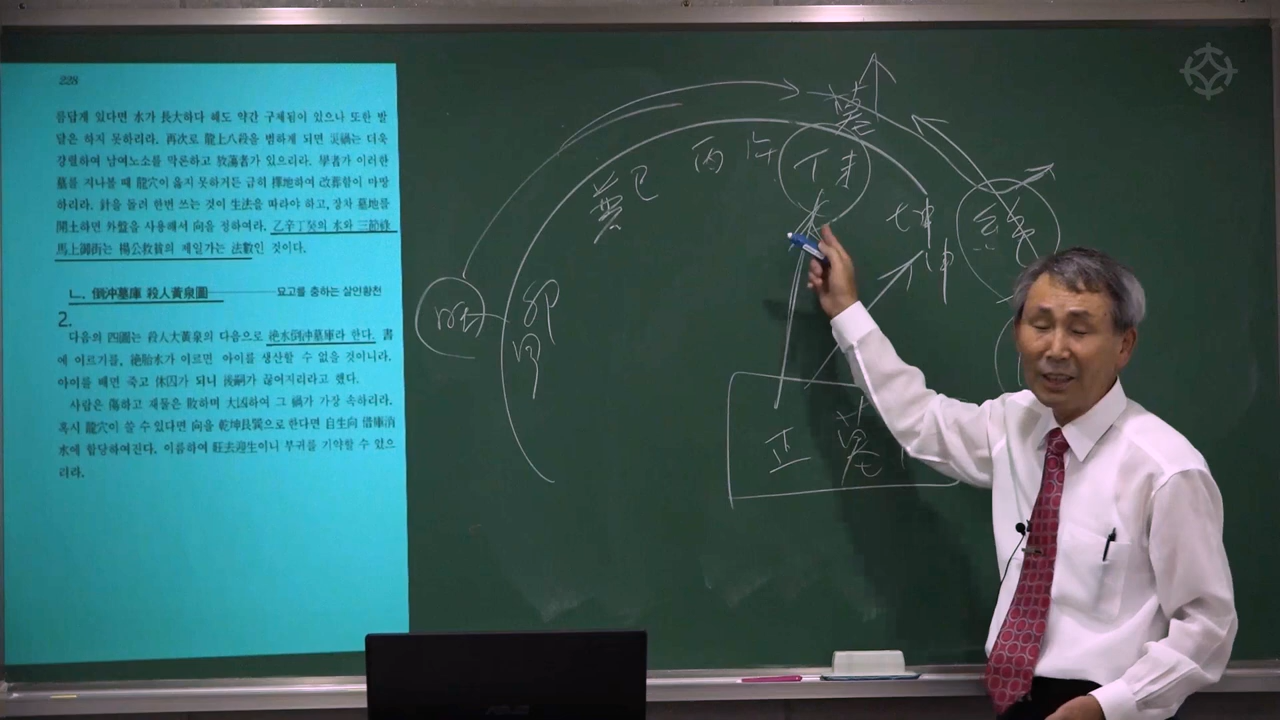 228
름답게 있다면 水가 長大하다 해도 약간 구제됨이 있으나 또한 발
달은 하지 못하리라. 再次로 龍上八殺을 범하게 되면 災禍는 더욱
강렬하여 남여노소를 막론하고 放蕩者가 있으리라. 學者가 이러한
墓를 지나볼 때 龍穴이 옳지 못하거든 급히 擇地하여 改葬함이 마땅
하리라. 針을 돌려 한번 쓰는 것이 生法을 따라야 하고, 장차 墓地를
開土하면 外盤을 사용해서 向을 정하여라. 乙辛丁癸의 水와 三節祿
馬上御街는 楊公救貧의 제일가는 法數인 것이다.
ㄴ. 倒沖墓庫 殺人黃泉圖 묘고를 충하는 살인황천
2.
다음의 四圖는 殺人大黃泉의 다음으로 絶水倒沖墓庫라 한다. 書
에 이르기를, 絶胎水가 이르면 아이를 생산할 수 없을 것이니라.
아이를 배면 죽고 休囚가 되니 後嗣가 끊어지리라고 했다.
사람은 傷하고 재물은 敗하며 大凶하여 그 禍가 가장 속하리라.
혹시 龍穴이 쓸 수 있다면 向을 乾坤艮巽으로 한다면 自生向 借庫消
水에 합당하여진다. 이름하여 旺去迎生이니 부귀를 기약할 수 있으
리라.
墓
丙 午 丁未
巽巳
坤
申
絶
旺
卯
甲
正 墓